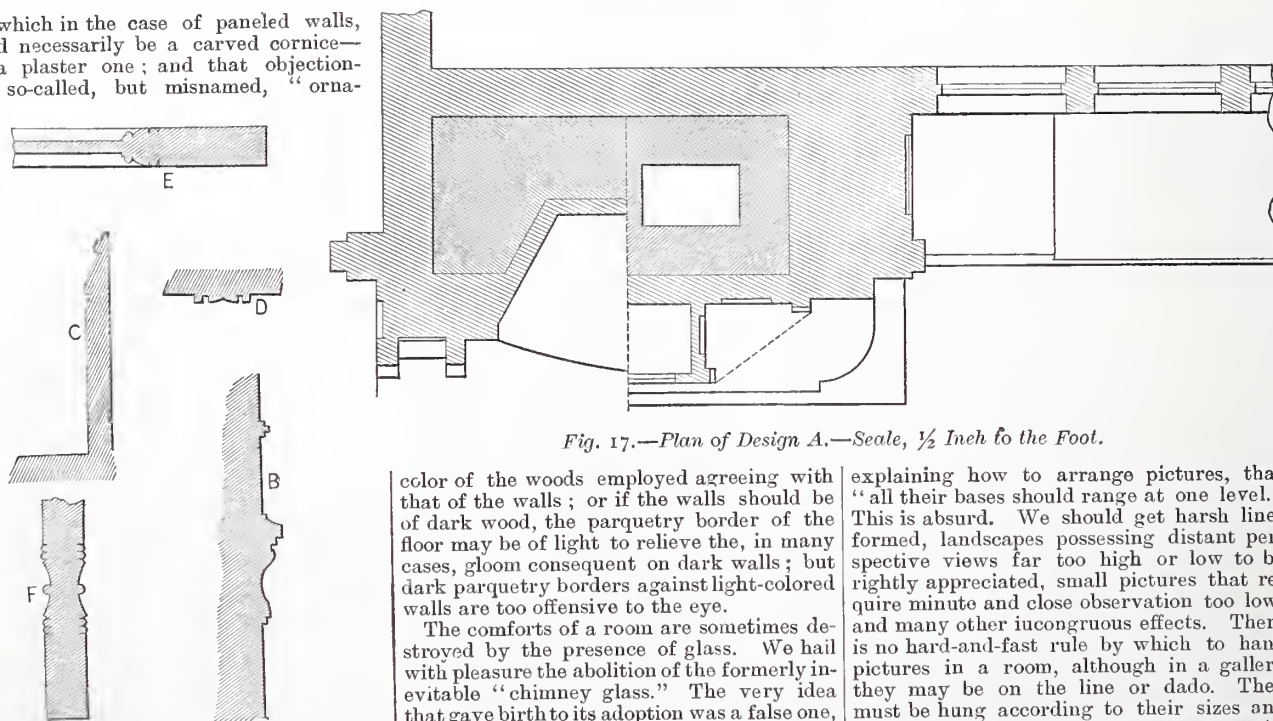 which in the case of paneled walls,
d necessarily be a carved cornice—
a plaster one ; and that objection-
so-called, but misnamed, “ orna-
E
C
D
B
F
Fig. 17.—Plan of Design A.—Seale, ½ Inch to the Foot.
color of the woods employed agreeing with
that of the walls ; or if the walls should be
of dark wood, the parquetry border of the
floor may be of light to relieve the, in many
cases, gloom consequent on dark walls ; but
dark parquetry borders against light-colored
walls are too offensive to the eye.
The comforts of a room are sometimes de-
stroyed by the presence of glass. We hail
with pleasure the abolition of the formerly in-
evitable “chimney glass.” The very idea
that gave birth to its adoption was a false one,
explaining how to arrange pictures, tha
“ all their bases should range at one level.
This is absurd. We should get harsh line
formed, landscapes possessing distant per
spective views far too high or low to b
rightly appreciated, small pictures that re
quire minute and close observation too low
and many other iucongruous effects. Ther
is no hard-and-fast rule by which to han
pictures in a room, although in a galler
they may be on the line or dado. The
must be hung according to their sizes an